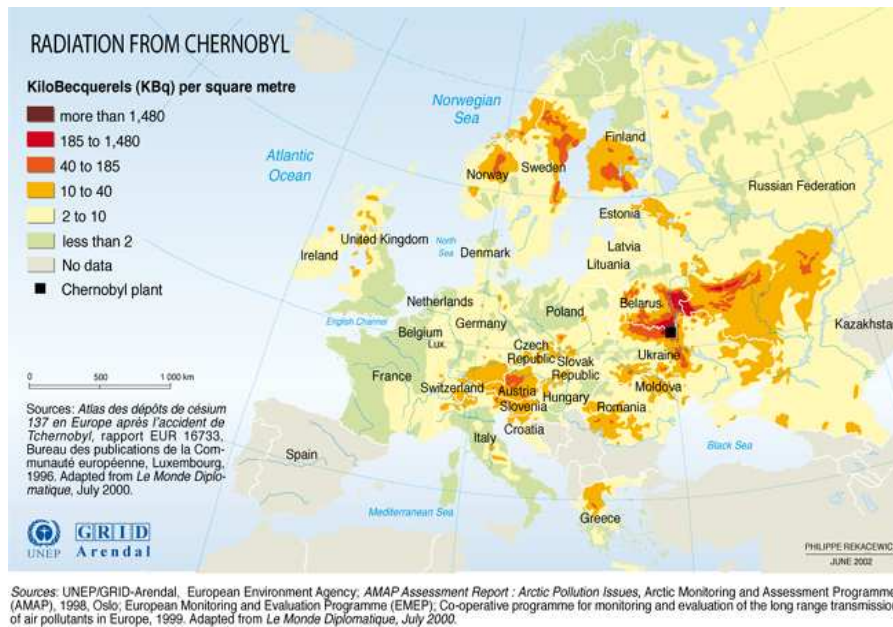 RADIATION FROM CHERNOBYL
KiloBecquerels (KBq) per square metre
more than 1,480
185 to 1,480
40 to 185
10 to 40
2 to 10
less than 2
No data
Chernobyl plant
Norwegian
Sea
Atlantic
Ocean
Finland
Norway
Sweden
Russian Federation
Estonia
United Kingdom
Ireland
North
Sea
Denmark
Latvia
Lituania
Netherlands
Belarus
English Channel
Belgium
Germany
Poland
Kazakhsta
Lux.
Czech
Republic
Slovak
Republic
Ukraine
France
Switzerland
Austria
Moldova
Slovenia
Hungary
Romania
Croatia
Italy
Spain
Black Sea
Mediterranean Sea
Greece
0 500 1 000 km
Sources: Atlas des dépôts de césium
137 en Europe après l'accident de
Tchernobyl, rapport EUR 16733,
Bureau des publications de la Com-
munauté européenne, Luxembourg,
1996. Adapted from Le Monde Diplo-
matique, July 2000.
UNEP
GRID
Arendal
PHILIPPE REKACEWIC
JUNE 2002
Sources: UNEP/GRID-Arendal, European Environment Agency; AMAP Assessment Report : Arctic Pollution Issues, Arctic Monitoring and Assessment Programme
(AMAP), 1998, Oslo; European Monitoring and Evaluation Programme (EMEP); Co-operative programme for monitoring and evaluation of the long range transmission
of air pollutants in Europe, 1999. Adapted from Le Monde Diplomatique, July 2000.